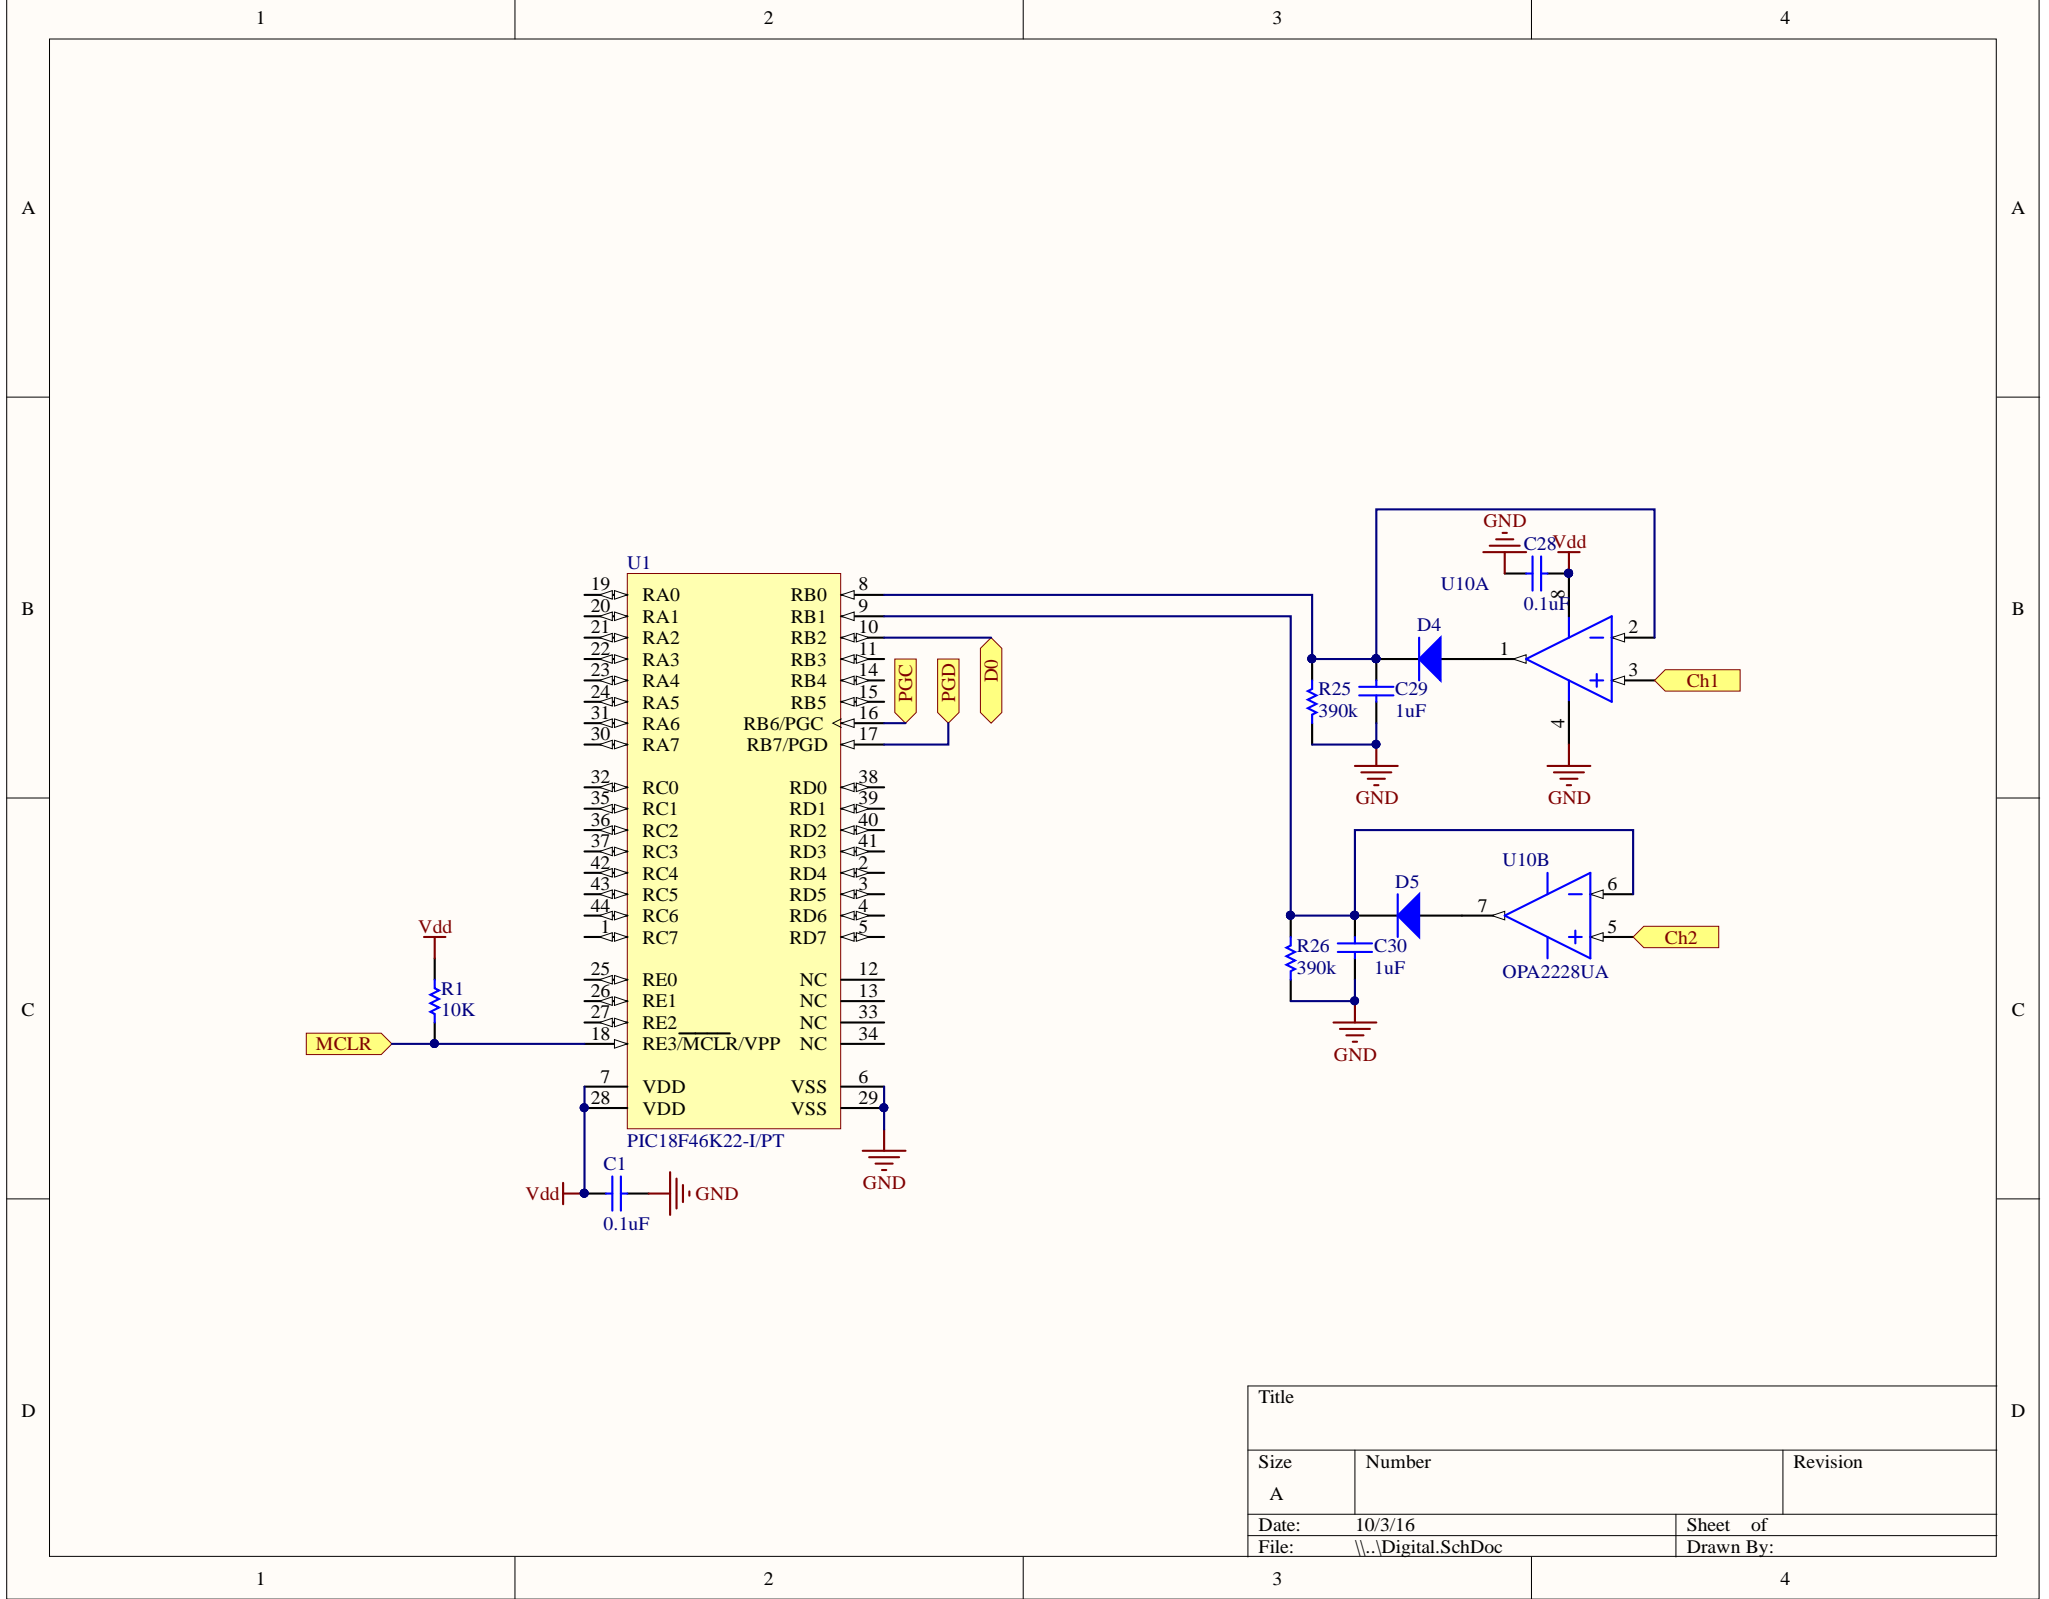 1 2 3 4
A A
B B
C C
D D
1 2 3 4
U1
19 RA0 RB0 8
20 RA1 RB1 9
21 RA2 RB2 10
22 RA3 RB3 11
23 RA4 RB4 14
24 RA5 RB5 15
31 RA6 RB6/PGC 16
30 RA7 RB7/PGD 17
32 RC0 RD0 38
35 RC1 RD1 39
36 RC2 RD2 40
37 RC3 RD3 41
42 RC4 RD4 2
43 RC5 RD5 3
44 RC6 RD6 4
1 RC7 RD7 5
25 RE0 NC 12
26 RE1 NC 13
27 RE2 NC 33
18 RE3/MCLR/VPP NC 34
7 VDD VSS 6
28 VDD VSS 29
PIC18F46K22-I/PT
PGC
PGD
D0
Vdd
R1
10K
MCLR
C1
Vdd
GND
0.1uF
GND
GND
C28
Vdd
U10A
0.1uF
8
D4
1
2
3
Ch1
4
R25
390k
C29
1uF
GND
GND
U10B
D5
7
6
5
Ch2
OPA2228UA
R26
390k
C30
1uF
GND
Title
Size
Number
Revision
A
Date: 10/3/16
Sheet of
File: \\..\Digital.SchDoc
Drawn By: